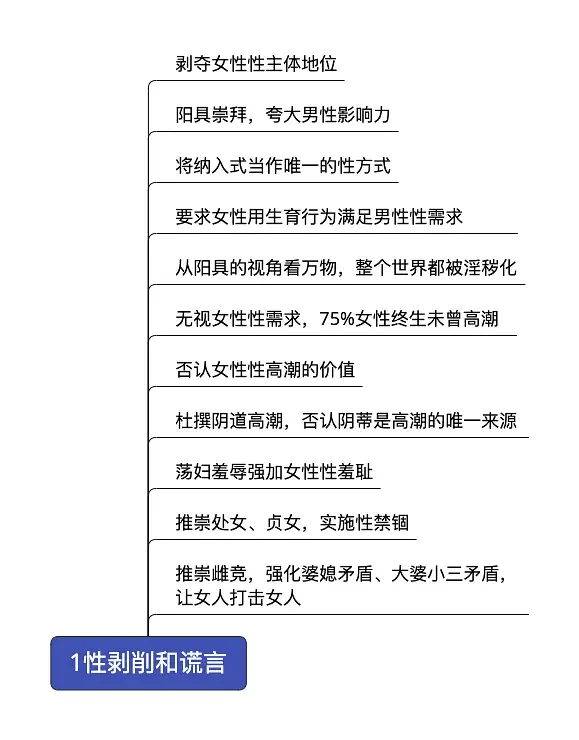 剥夺女性性主体地位
阳具崇拜，夸大男性影响力
将纳入式当作唯一的性方式
要求女性用生育行为满足男性性需求
从阳具的视角看万物，整个世界都被淫秽化
无视女性性需求，75%女性终生未曾高潮
否认女性性高潮的价值
杜撰阴道高潮，否认阴蒂是高潮的唯一来源
荡妇羞辱强加女性性羞耻
推崇处女、贞女，实施性禁锢
推崇雌竞，强化婆媳矛盾、大婆小三矛盾，
让女人打击女人
1性剥削和谎言